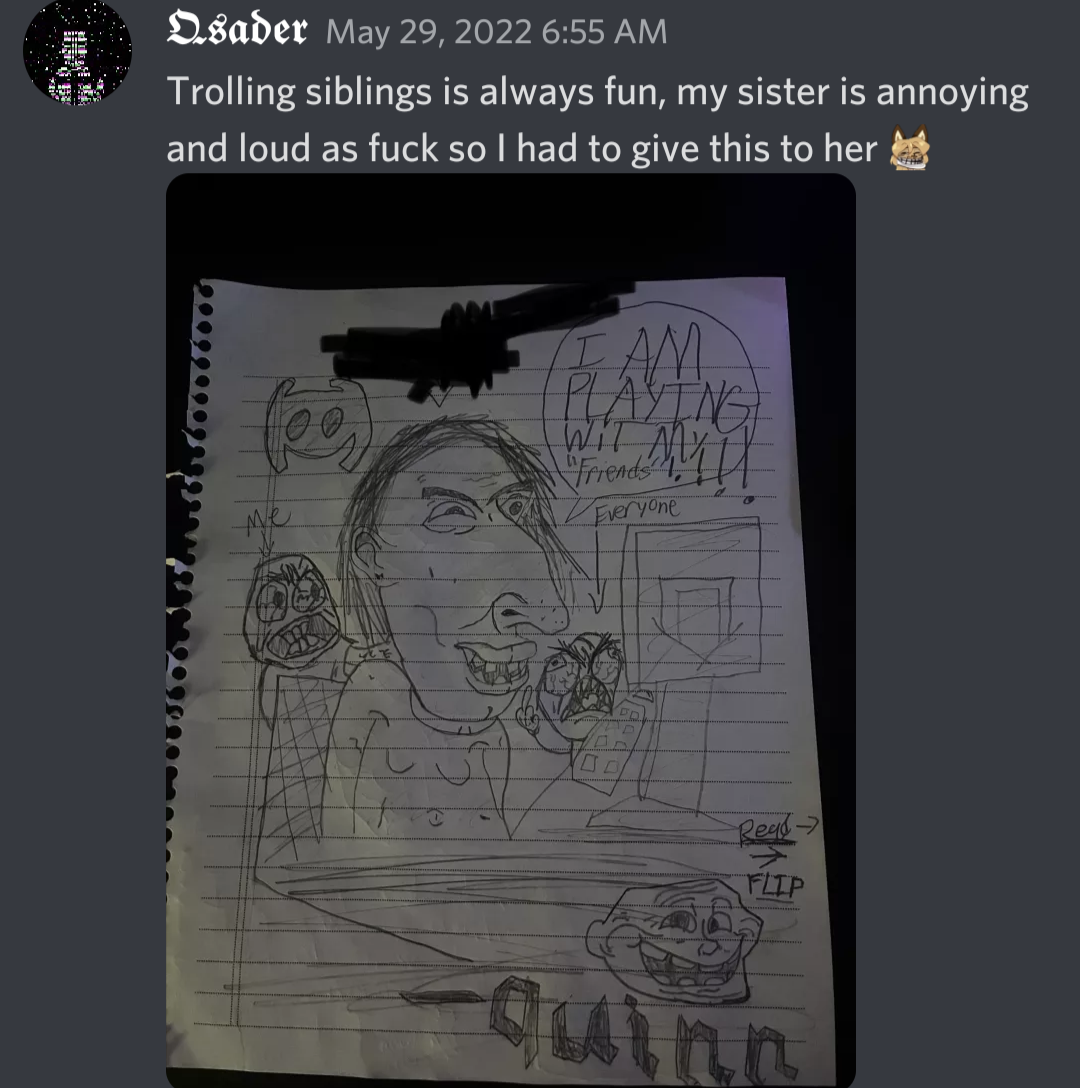 Qsader May 29, 2022 6:55 AM
Trolling siblings is always fun, my sister is annoying
and loud as fuck so I had to give this to her
I AM
PLAYING
WIT MY
"Friends"!!!!
Everyone
Me
Read →
→
FLIP
-quinn